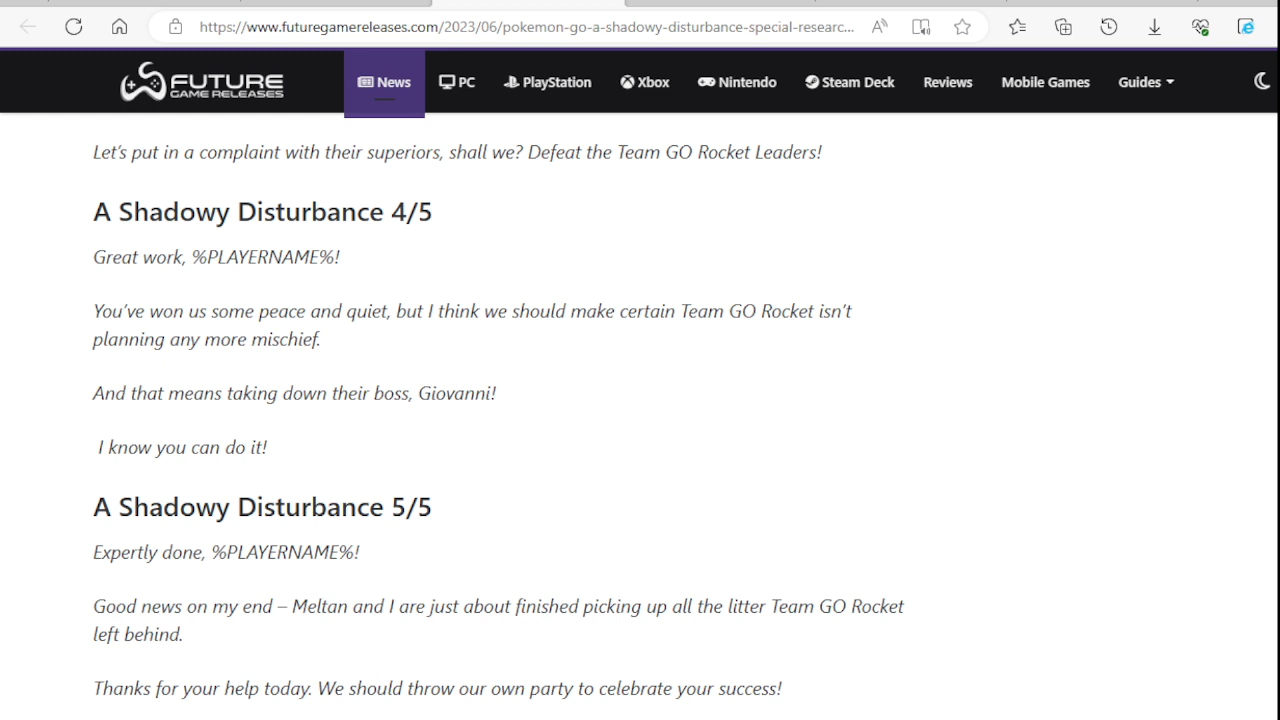 https://www.futuregamereleases.com/2023/06/pokemon-go-a-shadowy-disturbance-special-researc...
FUTURE
GAME RELEASES
News PC PlayStation Xbox Nintendo Steam Deck Reviews Mobile Games Guides
Let's put in a complaint with their superiors, shall we? Defeat the Team GO Rocket Leaders!
A Shadowy Disturbance 4/5
Great work, %PLAYERNAME%!
You've won us some peace and quiet, but I think we should make certain Team GO Rocket isn't
planning any more mischief.
And that means taking down their boss, Giovanni!
I know you can do it!
A Shadowy Disturbance 5/5
Expertly done, %PLAYERNAME%!
Good news on my end – Meltan and I are just about finished picking up all the litter Team GO Rocket
left behind.
Thanks for your help today. We should throw our own party to celebrate your success!